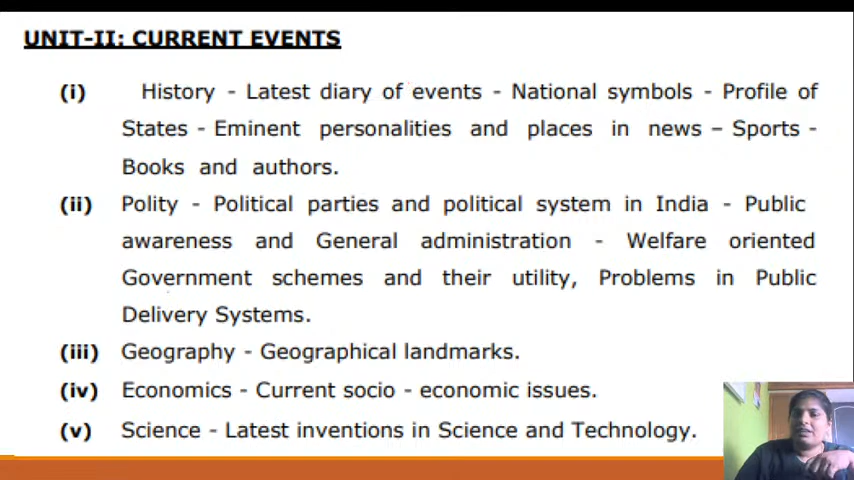 UNIT-II: CURRENT EVENTS
(i) History - Latest diary of events - National symbols - Profile of
States - Eminent personalities and places in news – Sports -
Books and authors.
(ii) Polity - Political parties and political system in India - Public
awareness and General administration - Welfare oriented
Government schemes and their utility, Problems in Public
Delivery Systems.
(iii) Geography - Geographical landmarks.
(iv) Economics - Current socio - economic issues.
(v) Science - Latest inventions in Science and Technology.